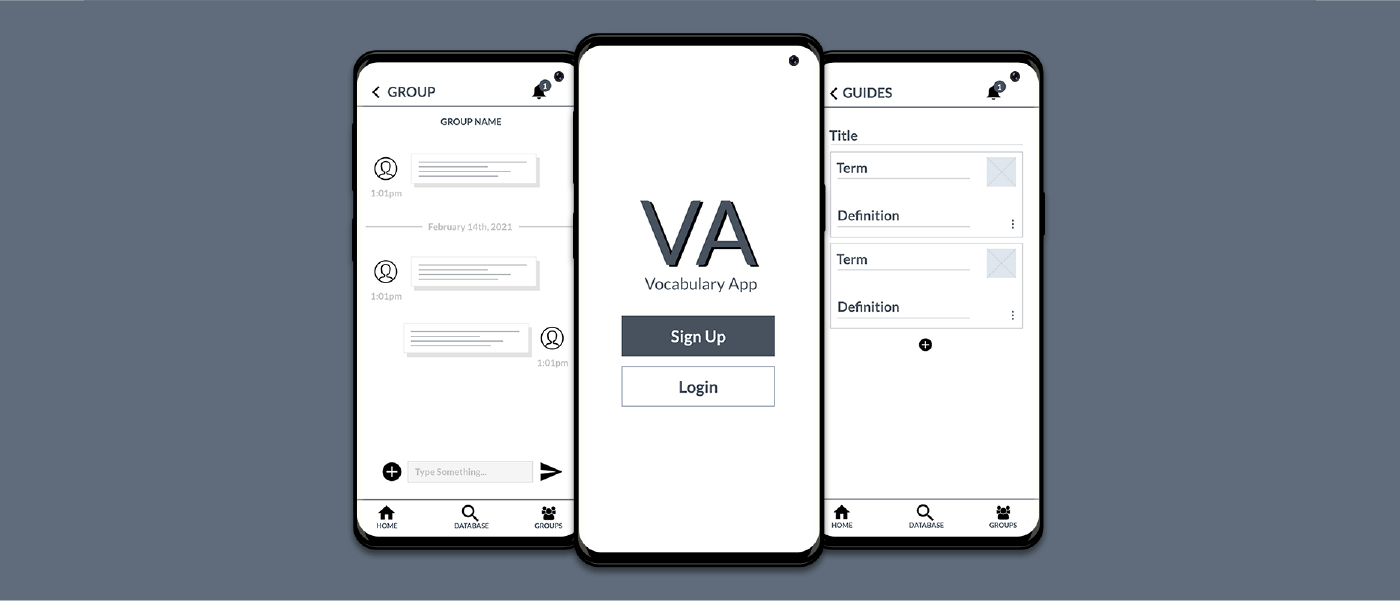 GROUP
1
GROUP NAME
1:01pm
February 14th, 2021
1:01pm
1:01pm
Type Something...
HOME
DATABASE
GROUPS
VA
Vocabulary App
Sign Up
Login
GUIDES
1
Title
Term
Definition
Term
Definition
HOME
DATABASE
GROUPS